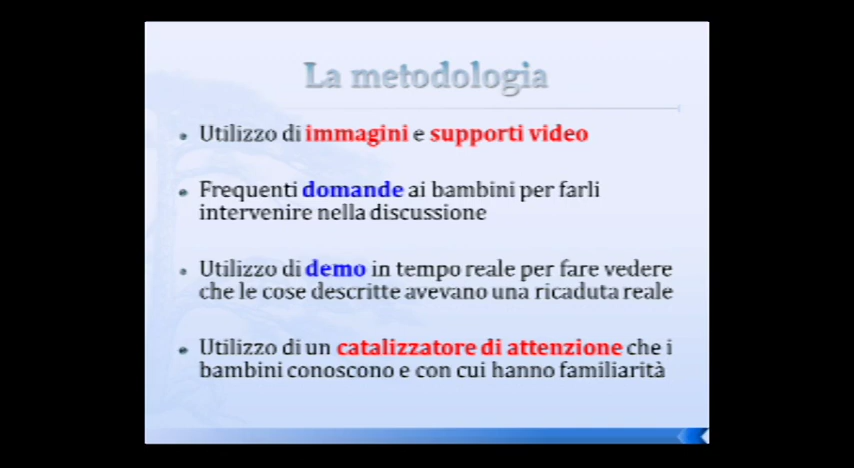 La metodologia
Utilizzo di immagini e supporti video
Frequenti domande ai bambini per farli
intervenire nella discussione
Utilizzo di demo in tempo reale per fare vedere
che le cose descritte avevano una ricaduta reale
Utilizzo di un catalizzatore di attenzione che i
bambini conoscono e con cui hanno familiarità